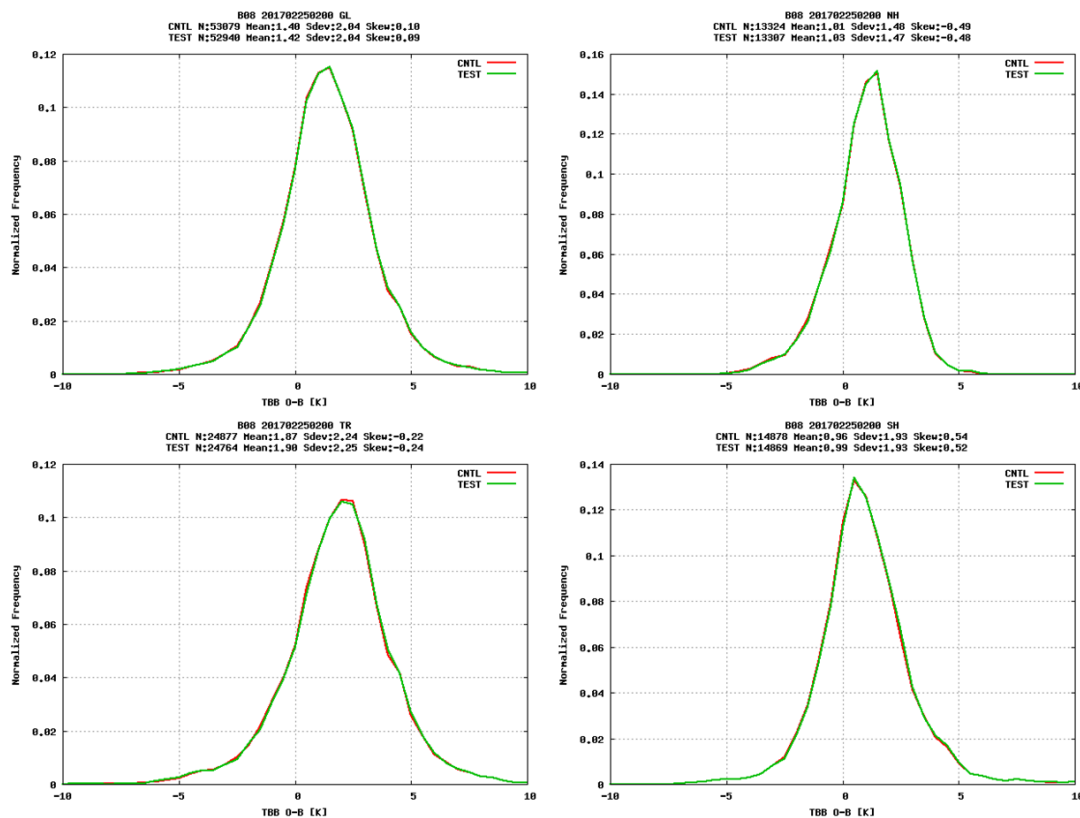 B08 201702250200 GL
CNTL N:53079 Mean:1.40 Sdev:2.04 Skew:0.10
TEST N:52940 Mean:1.42 Sdev:2.04 Skew:0.09
CNTL
TEST
Normalized Frequency
0.12
0.1
0.08
0.06
0.04
0.02
0
-10
-5
0
5
10
TBB O-B [K]
B08 201702250200 NH
CNTL N:13324 Mean:1.01 Sdev:1.48 Skew:-0.49
TEST N:13307 Mean:1.03 Sdev:1.47 Skew:-0.48
CNTL
TEST
Normalized Frequency
0.16
0.14
0.12
0.1
0.08
0.06
0.04
0.02
0
-10
-5
0
5
10
TBB O-B [K]
B08 201702250200 TR
CNTL N:24877 Mean:1.87 Sdev:2.24 Skew:-0.22
TEST N:24764 Mean:1.90 Sdev:2.25 Skew:-0.24
CNTL
TEST
Normalized Frequency
0.12
0.1
0.08
0.06
0.04
0.02
0
-10
-5
0
5
10
TBB O-B [K]
B08 201702250200 SH
CNTL N:14878 Mean:0.96 Sdev:1.93 Skew:0.54
TEST N:14869 Mean:0.99 Sdev:1.93 Skew:0.52
CNTL
TEST
Normalized Frequency
0.14
0.12
0.1
0.08
0.06
0.04
0.02
0
-10
-5
0
5
10
TBB O-B [K]